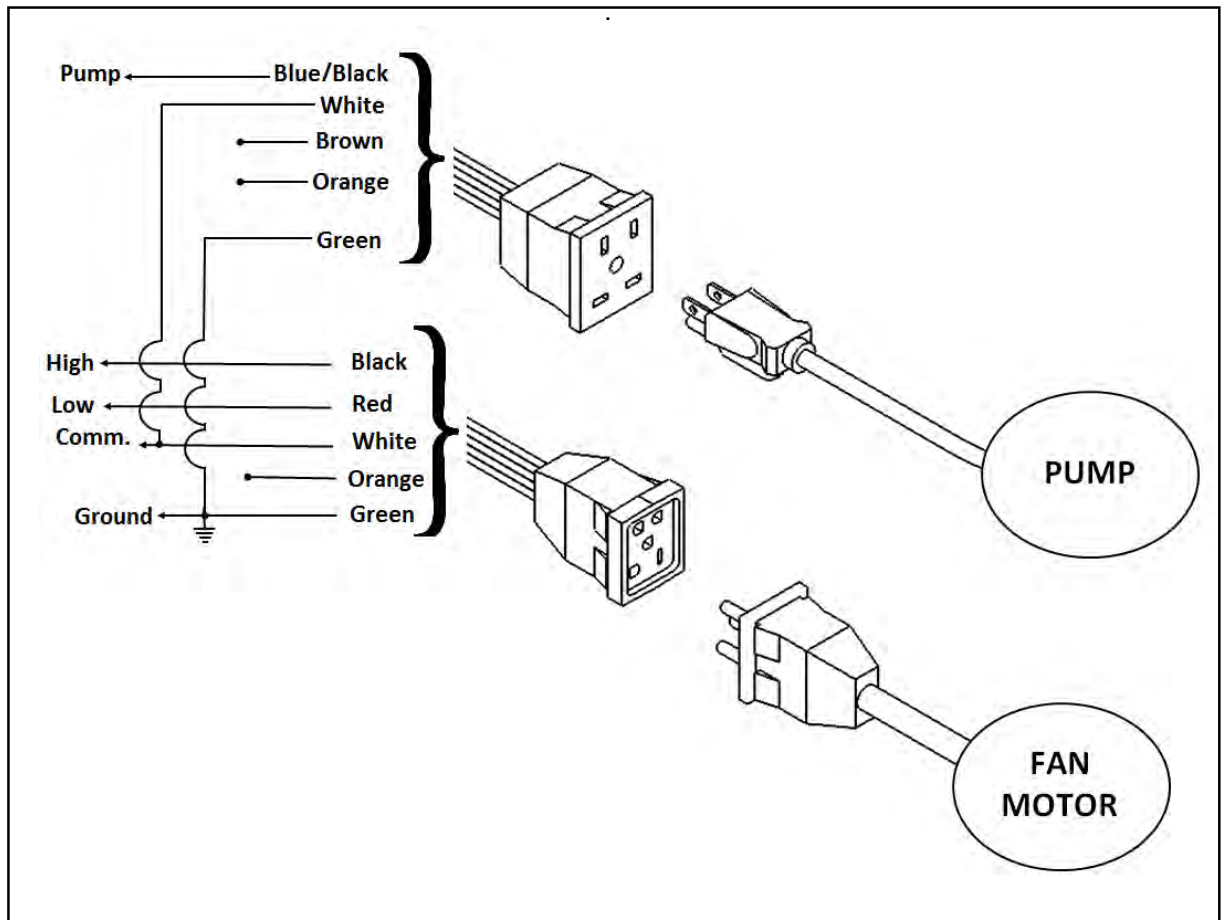 Pump
Blue/Black
White
Brown
Orange
Green
High
Black
Low
Red
Comm.
White
Orange
Ground
Green
PUMP
FAN
MOTOR